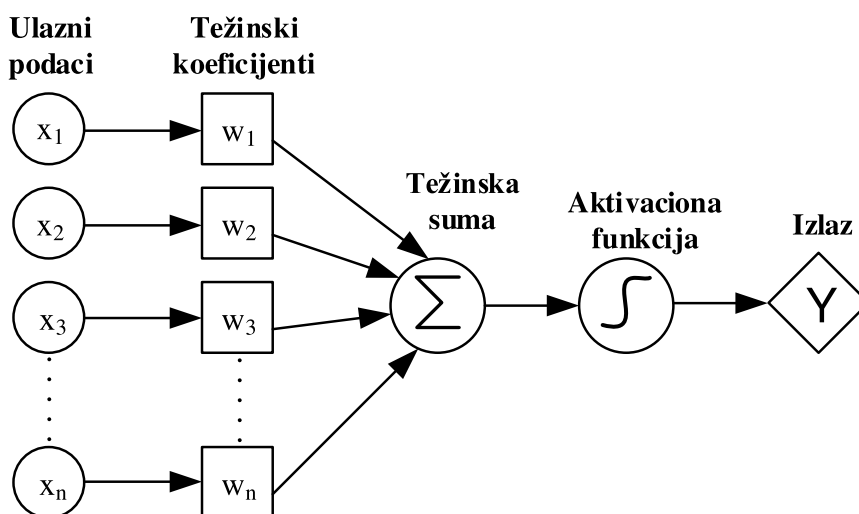 Ulazni
podaci
Težinski
koeficijenti
x1
w1
x2
w2
x3
w3
xn
wn
Težinska
suma
Σ
Aktivaciona
funkcija
Izlaz
Y